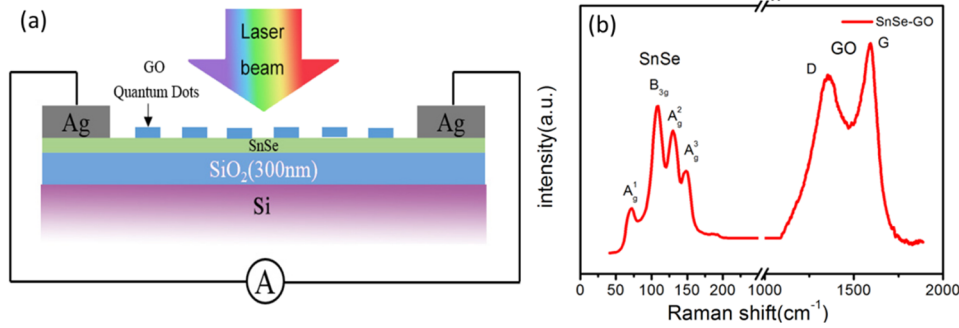 (a)
Laser
beam
GO
Quantum Dots
Ag
Ag
SnSe
SiO₂(300nm)
Si
A
(b)
SnSe-GO
SnSe
GO
D
G
B₃g
A²g
A³g
A¹g
intensity(a.u.)
0 50 100 150 200 250 1000 1500 2000
Raman shift(cm⁻¹)